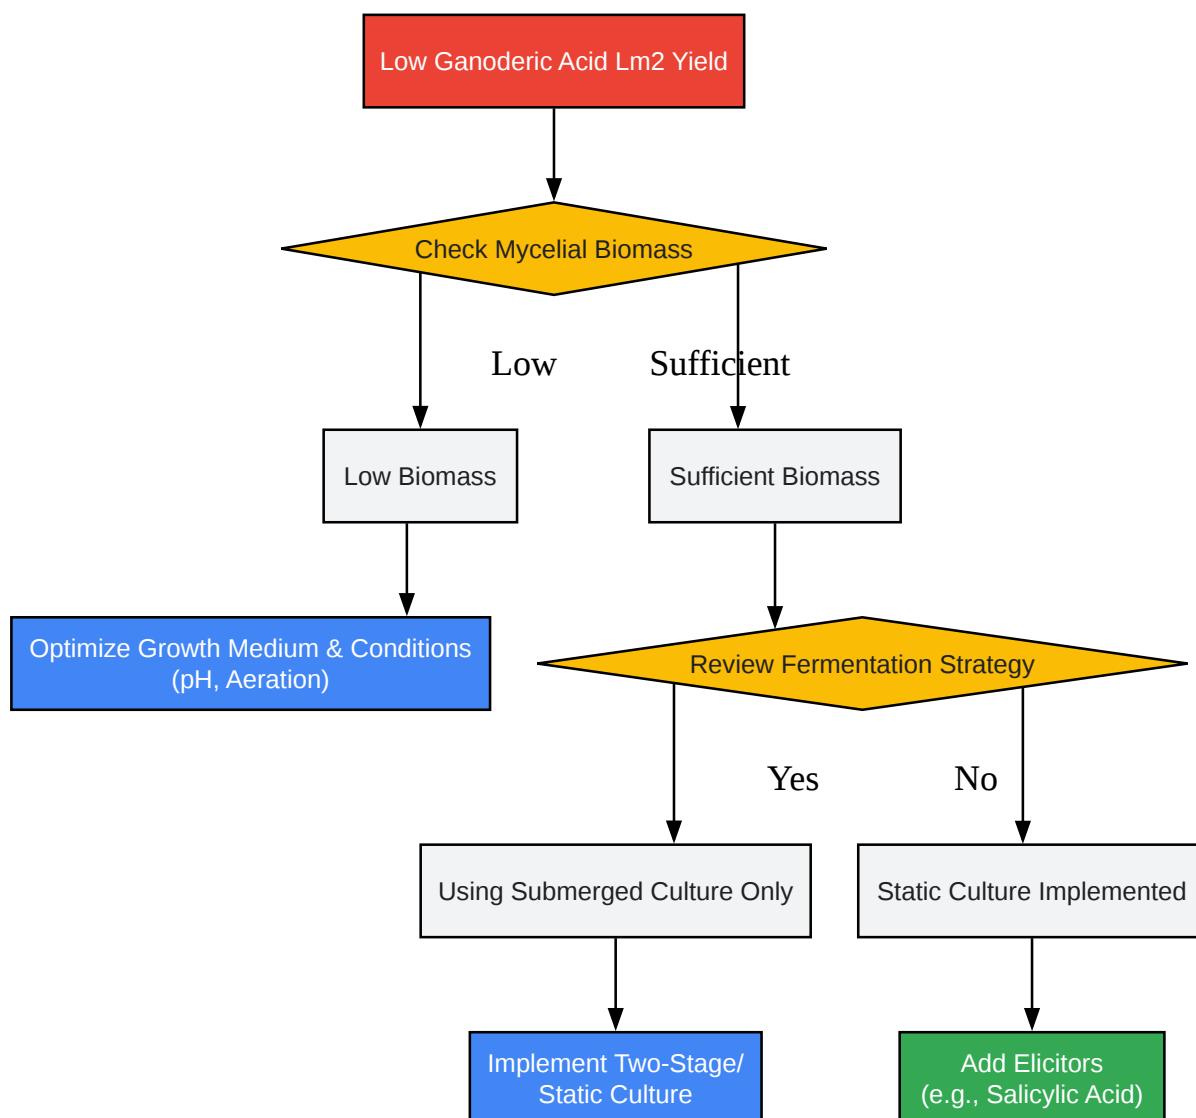 Low Ganoderic Acid Lm2 Yield
Check Mycelial Biomass
Low
Sufficient
Low Biomass
Sufficient Biomass
Optimize Growth Medium & Conditions
(pH, Aeration)
Review Fermentation Strategy
Yes
No
Using Submerged Culture Only
Static Culture Implemented
Implement Two-Stage/
Static Culture
Add Elicitors
(e.g., Salicylic Acid)